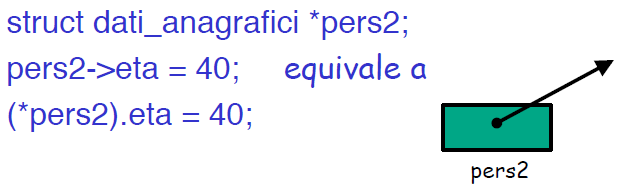 struct dati_anagrafici *pers2;
pers2->eta = 40; equivale a
(*pers2).eta = 40;
pers2